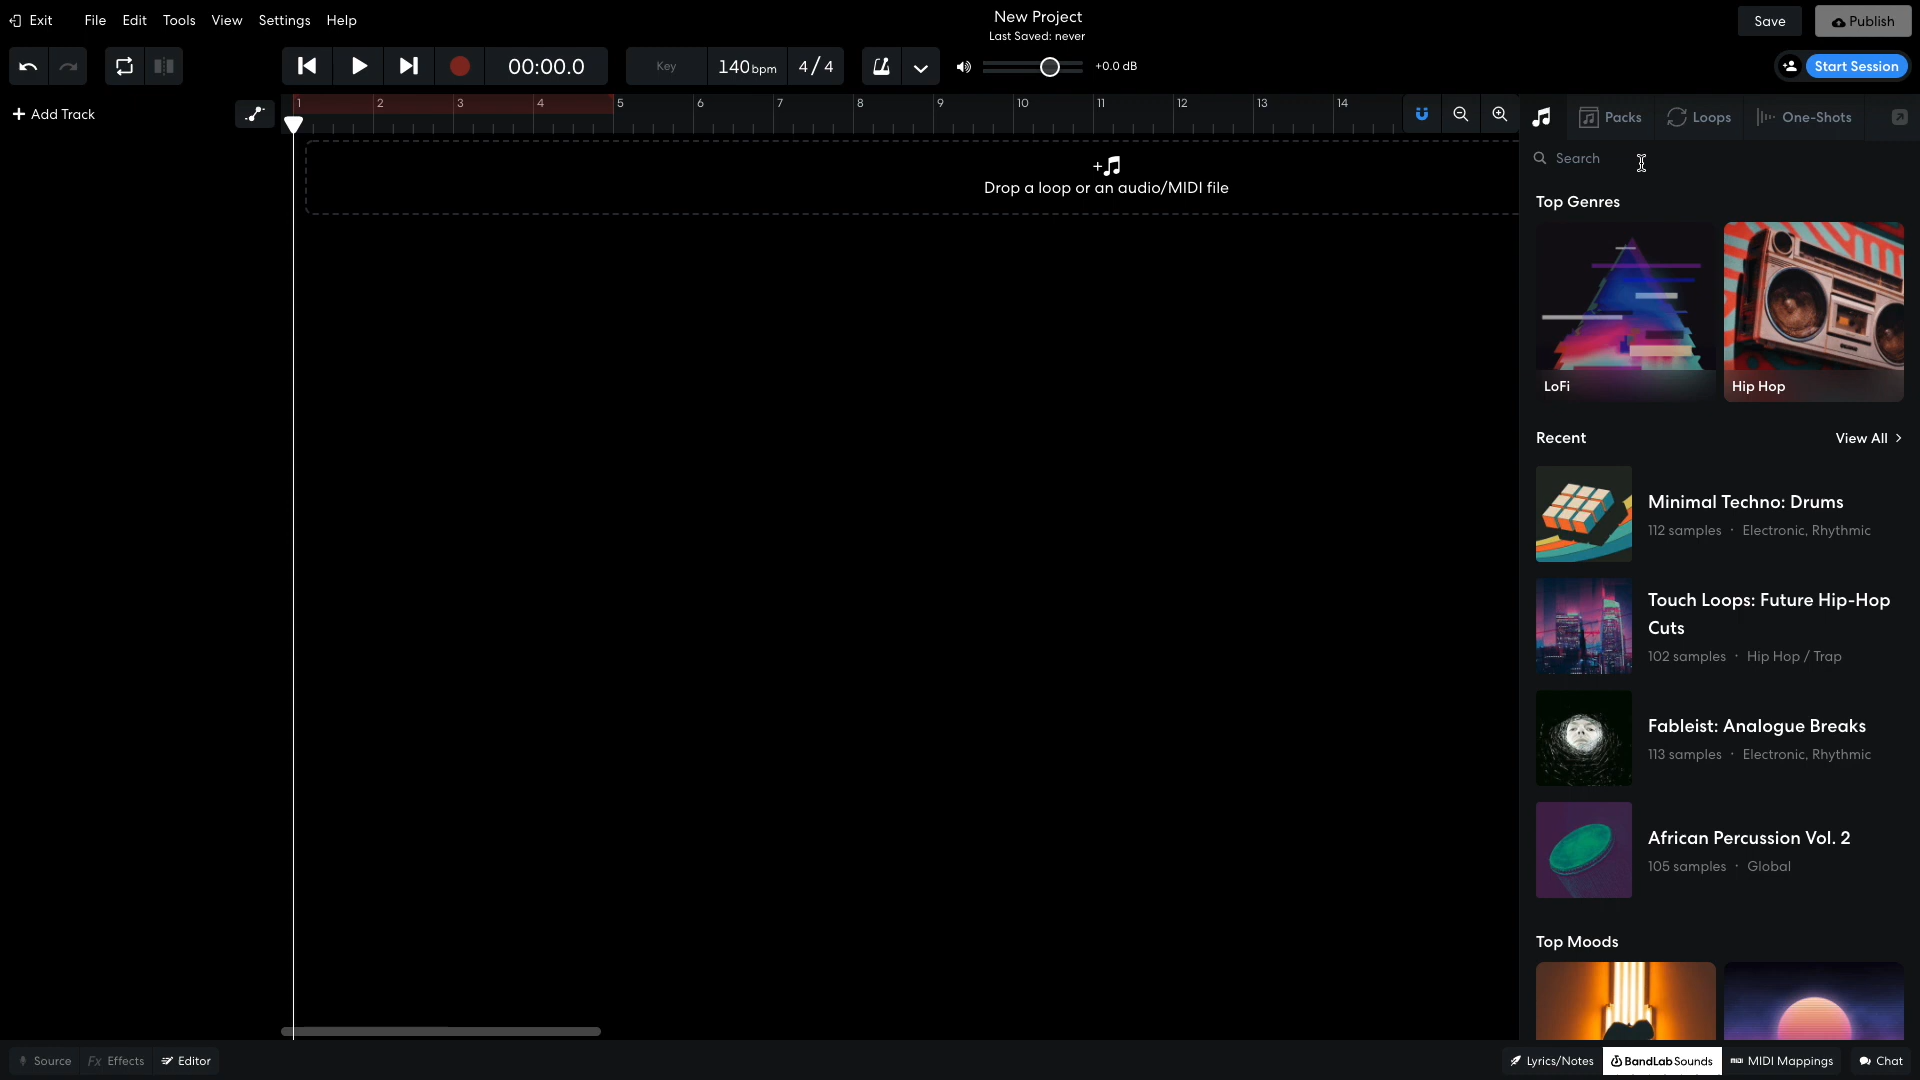 Exit File Edit Tools View Settings Help
New Project
Last Saved: never
Save Publish
00:00.0 Key 140bpm 4/4 +0.0 dB Start Session
+ Add Track
1 2 3 4 5 6 7 8 9 10 11 12 13 14
Packs Loops One-Shots
Search
Drop a loop or an audio/MIDI file
Top Genres
LoFi Hip Hop
Recent View All
Minimal Techno: Drums
112 samples · Electronic, Rhythmic
Touch Loops: Future Hip-Hop
Cuts
102 samples · Hip Hop / Trap
Fableist: Analogue Breaks
113 samples · Electronic, Rhythmic
African Percussion Vol. 2
105 samples · Global
Top Moods
Source Fx Effects Editor Lyrics/Notes BandLab Sounds MIDI Mappings Chat